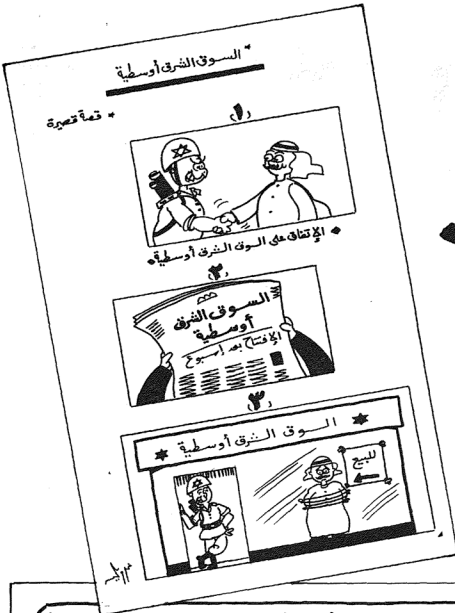 * السوق الشرق أوسطية
* قصة قصيرة
(١)
الإتفاق على السوق الشرق أوسطية
(٢)
السوق الشرق
أوسطية
الإفتتاح بعد إسبوع
(٣)
السوق الشرق أوسطية
للبيع